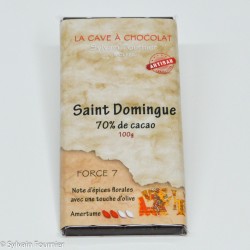 LA CAVE À CHOCOLAT
ARTISAN
Saint Domingue
70% de cacao
100g
FORCE 7
Note d'épices florales
avec une touche d'olive
Amertume
© Sylvain Tournier